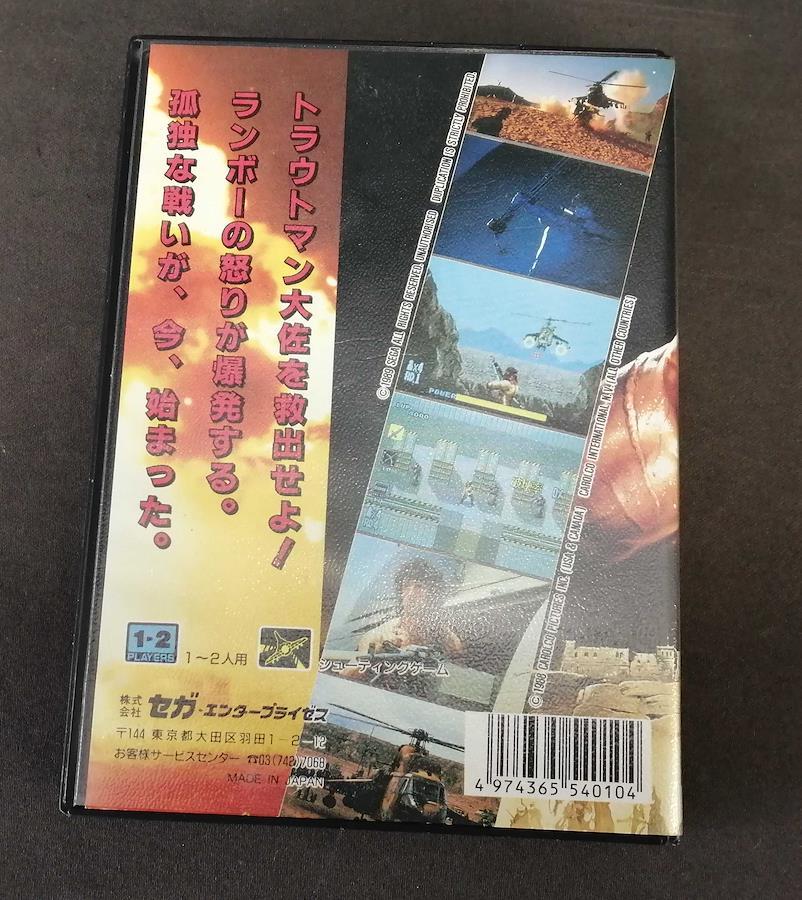 トラウトマン大佐を救出せよ!
ランボーの怒りが爆発する。
孤独な戦いが、今、始まった。
© 1989 SEGA ALL RIGHTS RESERVED. UNAUTHORISED DUPLICATION IS STRICTLY PROHIBITED.
© 1988 CAROLCO PICTURES INC. (USA & CANADA) CAROLCO INTERNATIONAL N.V. (ALL OTHER COUNTRIES)
POWER
1-2
PLAYERS
1〜2人用
シューティングゲーム
株式会社 セガ・エンタープライゼス
〒144 東京都大田区羽田1-2-12
お客様サービスセンター ☎03(742)7068
MADE IN JAPAN
4 974365 540104